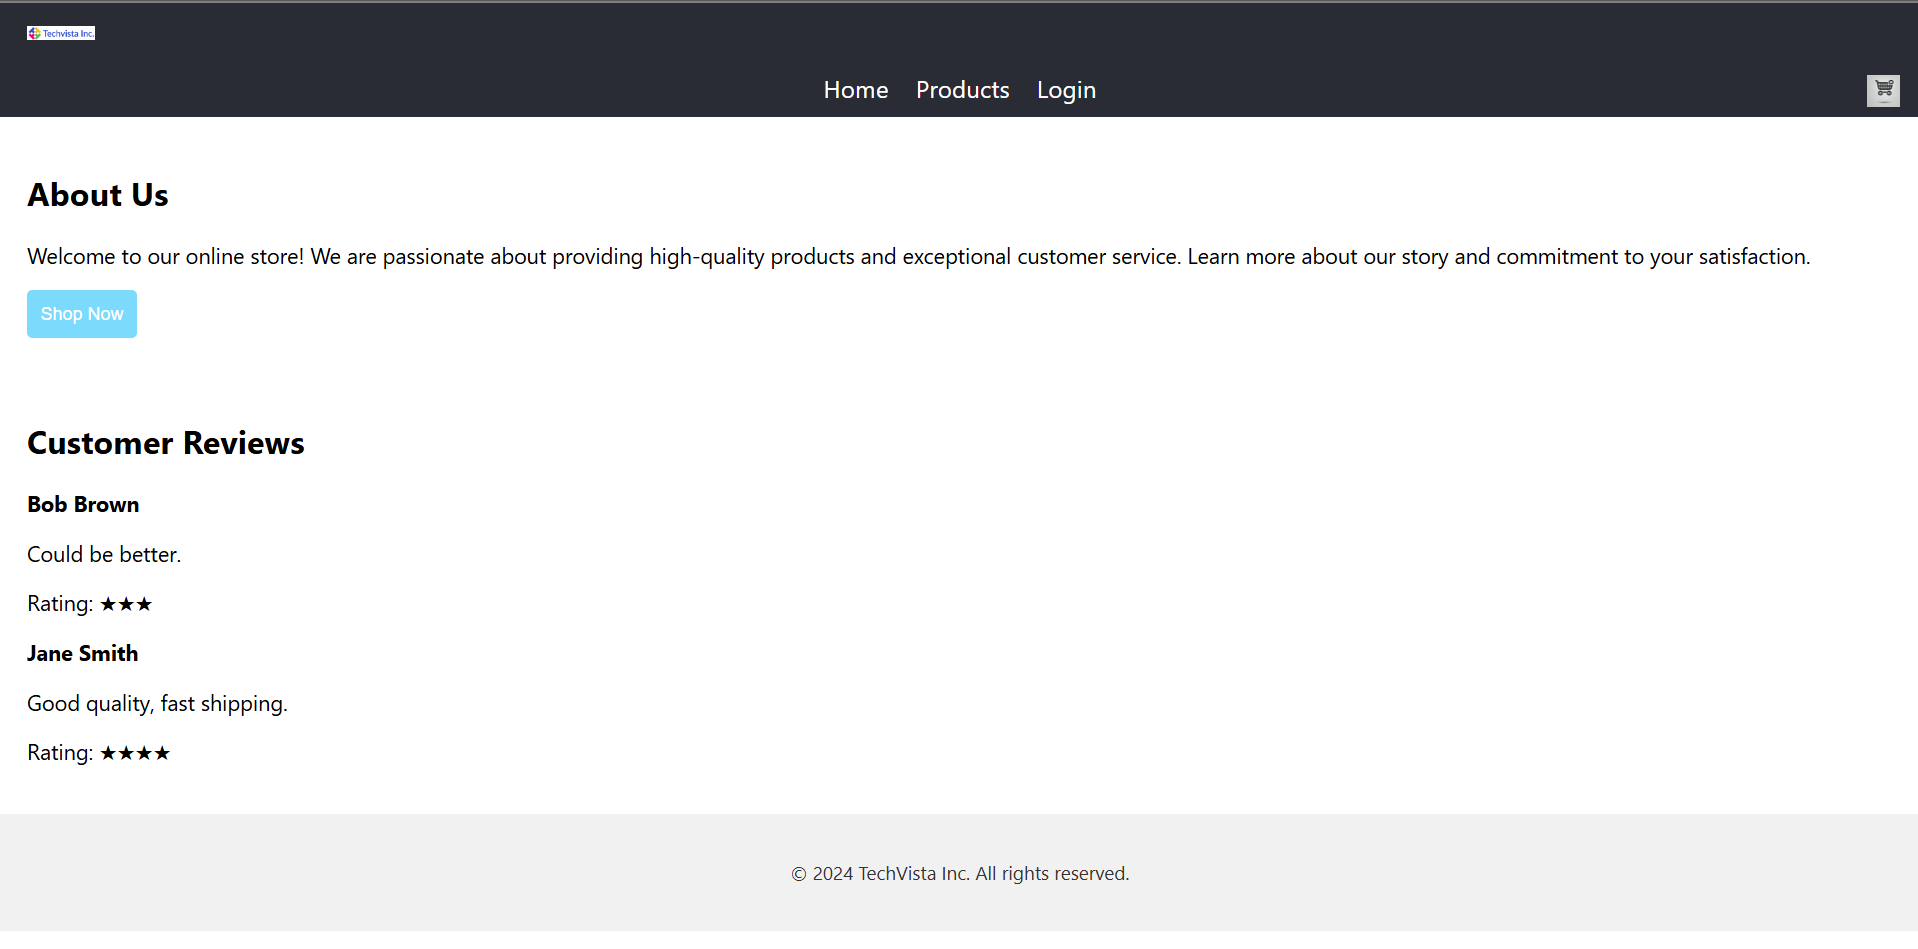 Techvista Inc.
Home Products Login
About Us
Welcome to our online store! We are passionate about providing high-quality products and exceptional customer service. Learn more about our story and commitment to your satisfaction.
Shop Now
Customer Reviews
Bob Brown
Could be better.
Rating: ★★★
Jane Smith
Good quality, fast shipping.
Rating: ★★★★
© 2024 TechVista Inc. All rights reserved.